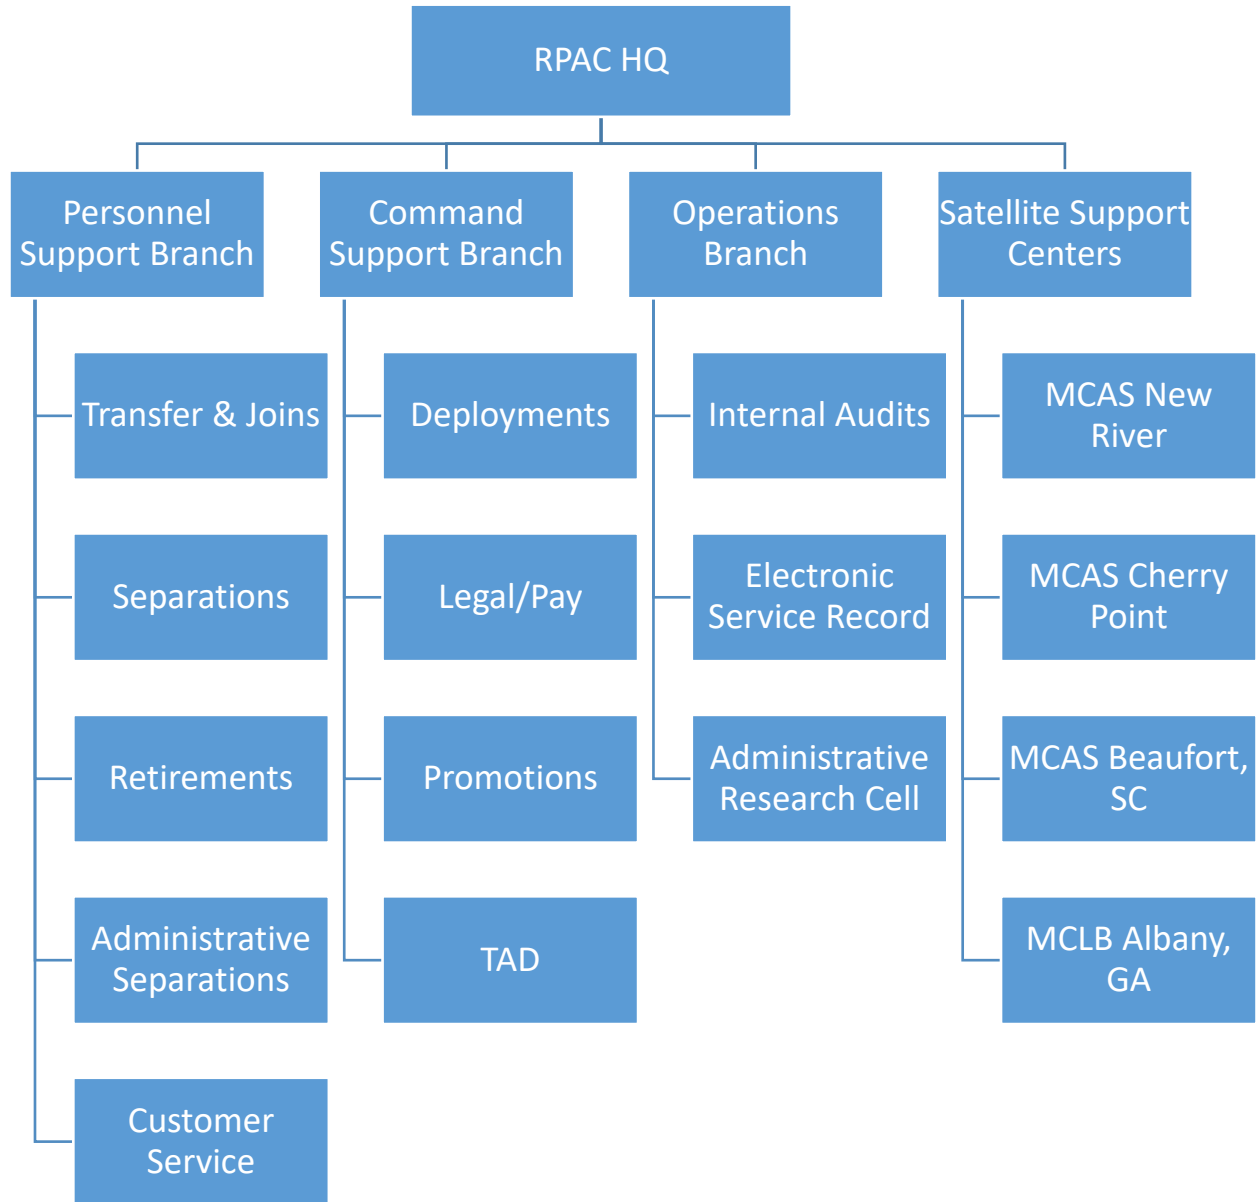 RPAC HQ
Personnel
Support Branch
Command
Support Branch
Operations
Branch
Satellite Support
Centers
Transfer & Joins
Deployments
Internal Audits
MCAS New
River
Separations
Legal/Pay
Electronic
Service Record
MCAS Cherry
Point
Retirements
Promotions
Administrative
Research Cell
MCAS Beaufort,
SC
Administrative
Separations
TAD
MCLB Albany,
GA
Customer
Service